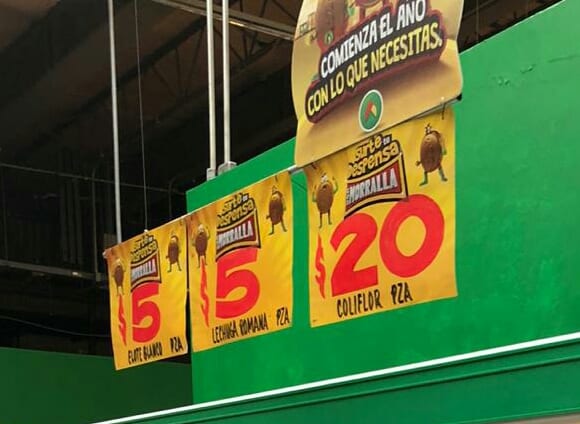 COMIENZA EL AÑO
CON LO QUE NECESITAS.
Surte tu
Despensa
MORRALLA
$5
ELOTE BLANCO PZA
Surte tu
Despensa
MORRALLA
$5
LECHUGA ROMANA PZA
Surte tu
Despensa
MORRALLA
$20
COLIFLOR PZA